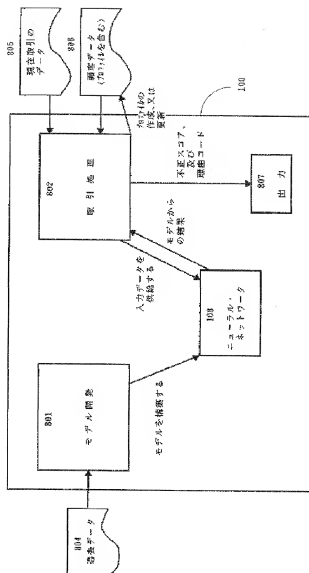 804
過去データ
801
モデル開発
モデルを構築する
108
ニューラル・
ネットワーク
入力データを
供給する
モデルから
の結果
802
取引処理
805
現在取引の
データ
806
顧客データ
(プロファイルを含む)
プロファイルの
作成、又は
更新
不正スコア、
及び
理由コード
807
出力
100